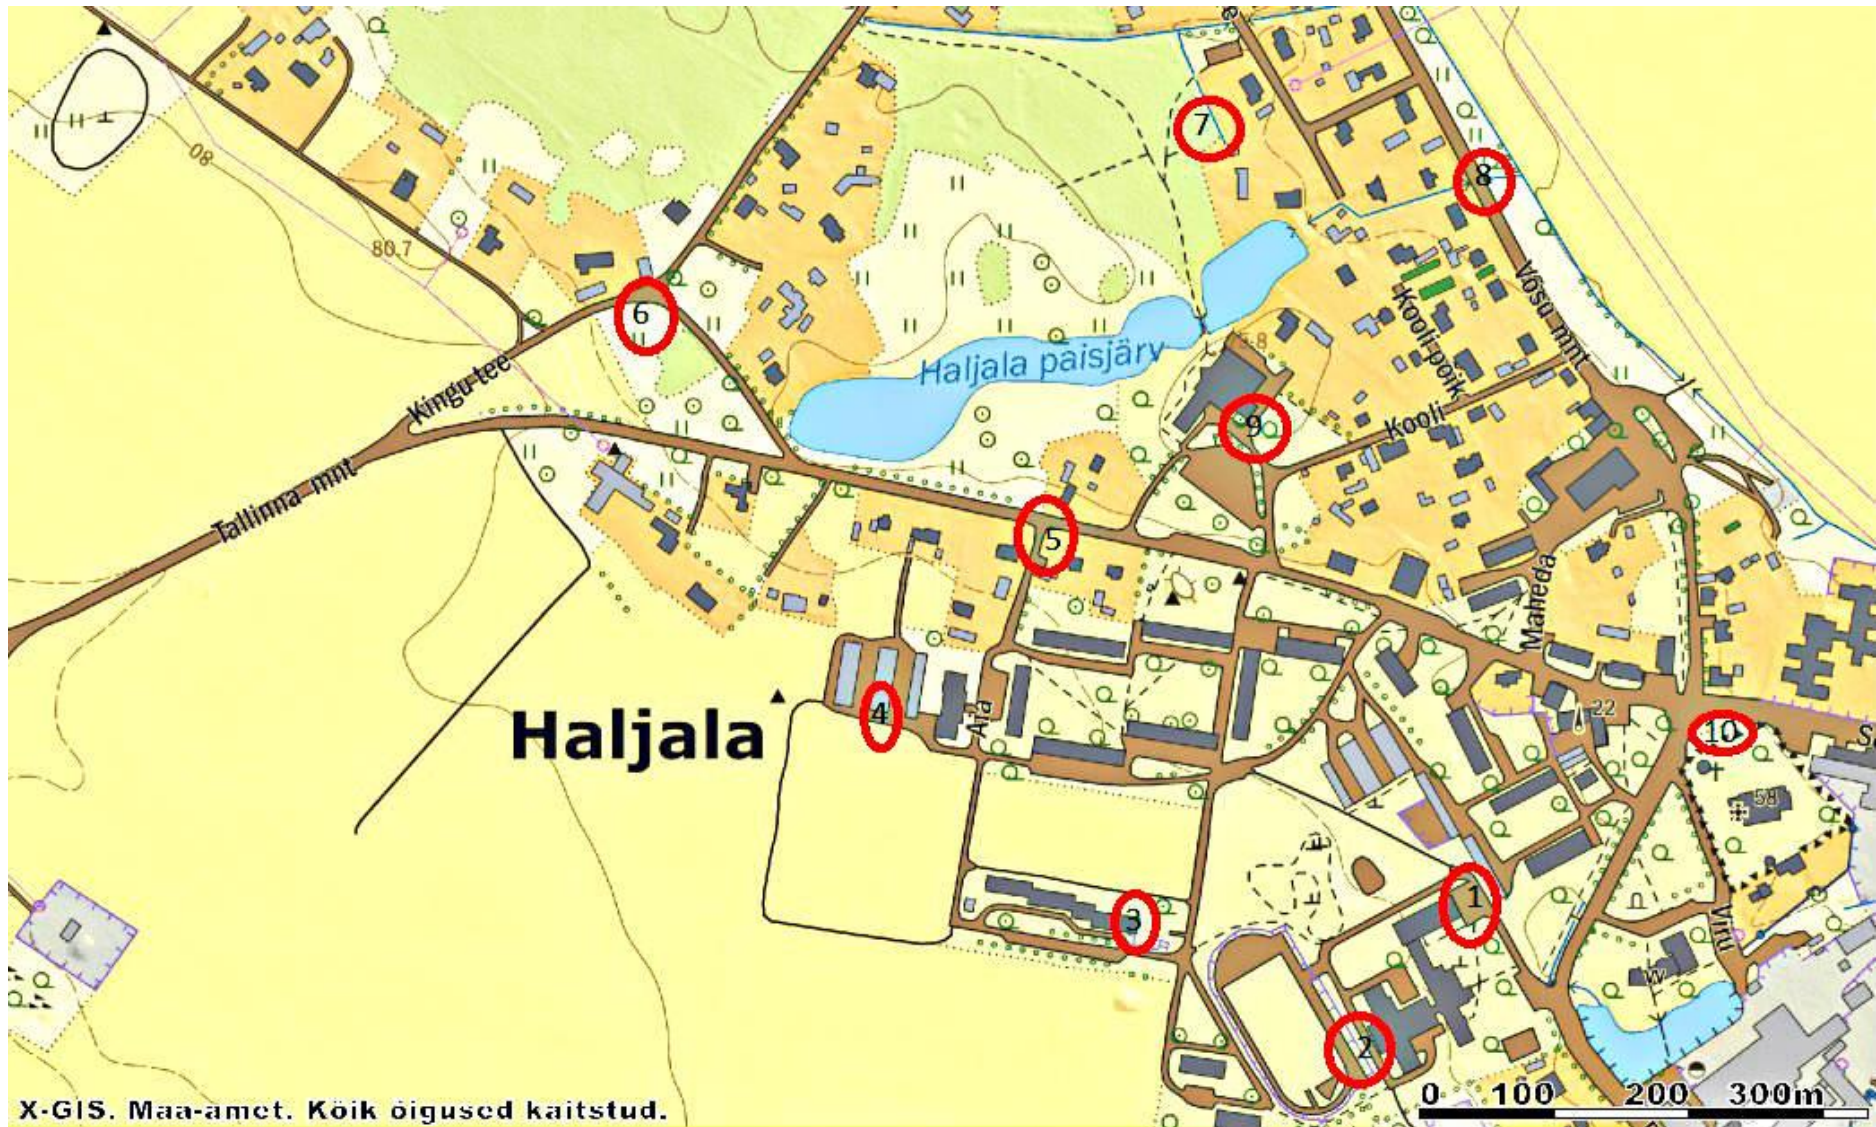 7
8
08
80.7
6
Võsu mnt
Kooli põik
Haljala paisjärv
75.8
Kingu tee
9
Kooli
Tallinna mnt
5
Maheda
4
Aia
22
10
Haljala
58
1
3
Viru
2
0 100 200 300m
X-GIS. Maa-amet. Kõik õigused kaitstud.